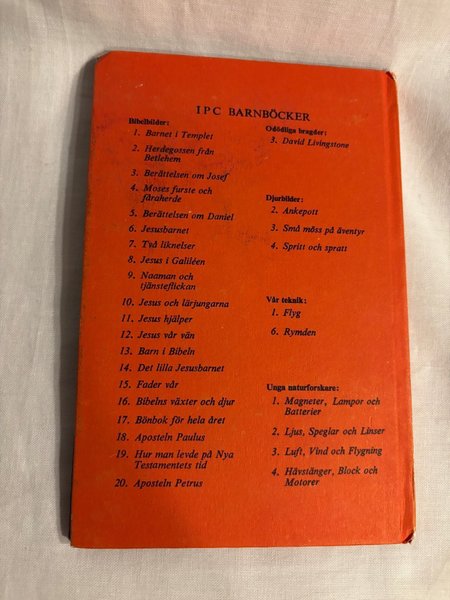 IPC BARNBÖCKER
Bibelbilder:
1. Barnet i Templet
2. Herdegossen från
Betlehem
3. Berättelsen om Josef
4. Moses furste och
fåraherde
5. Berättelsen om Daniel
6. Jesusbarnet
7. Två liknelser
8. Jesus i Galiléen
9. Naaman och
tjänsteflickan
10. Jesus och lärjungarna
11. Jesus hjälper
12. Jesus vår vän
13. Barn i Bibeln
14. Det lilla Jesusbarnet
15. Fader vår
16. Bibelns växter och djur
17. Bönbok för hela året
18. Aposteln Paulus
19. Hur man levde på Nya
Testamentets tid
20. Aposteln Petrus
Odödliga bragder:
3. David Livingstone
Djurbilder:
2. Ankepott
3. Små möss på äventyr
4. Spritt och spratt
Vår teknik:
1. Flyg
6. Rymden
Unga naturforskare:
1. Magneter, Lampor och
Batterier
2. Ljus, Speglar och Linser
3. Luft, Vind och Flygning
4. Hävstänger, Block och
Motorer